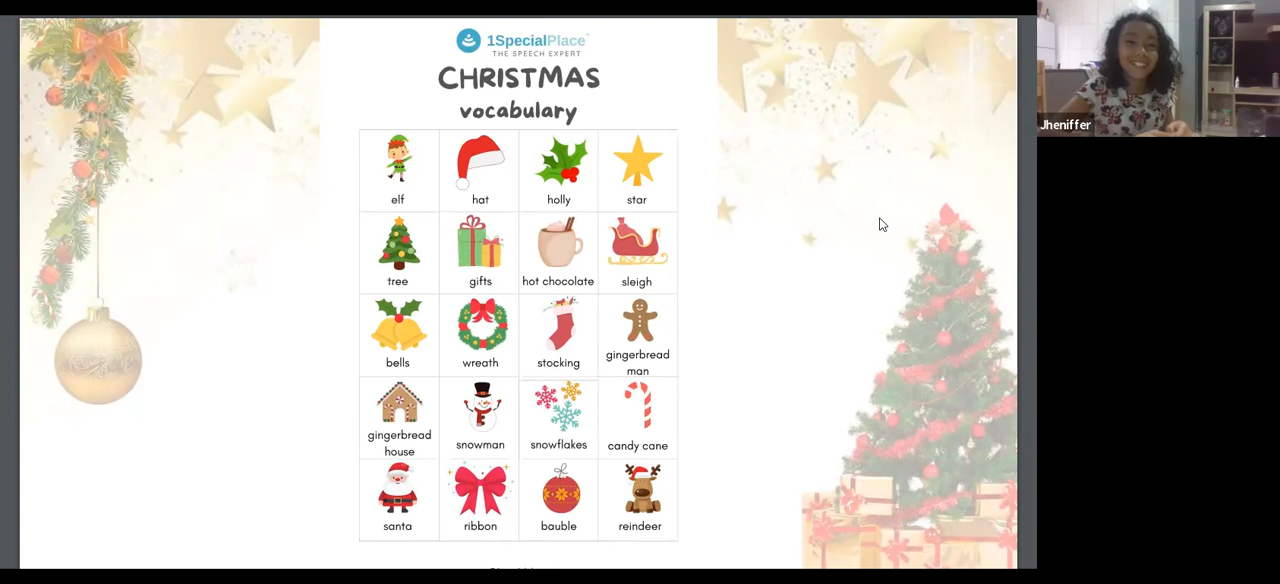 1SpecialPlace™
THE SPEECH EXPERT
CHRISTMAS
vocabulary
elf
hat
holly
star
tree
gifts
hot chocolate
sleigh
bells
wreath
stocking
gingerbread
man
gingerbread
house
snowman
snowflakes
candy cane
santa
ribbon
bauble
reindeer
Jheniffer